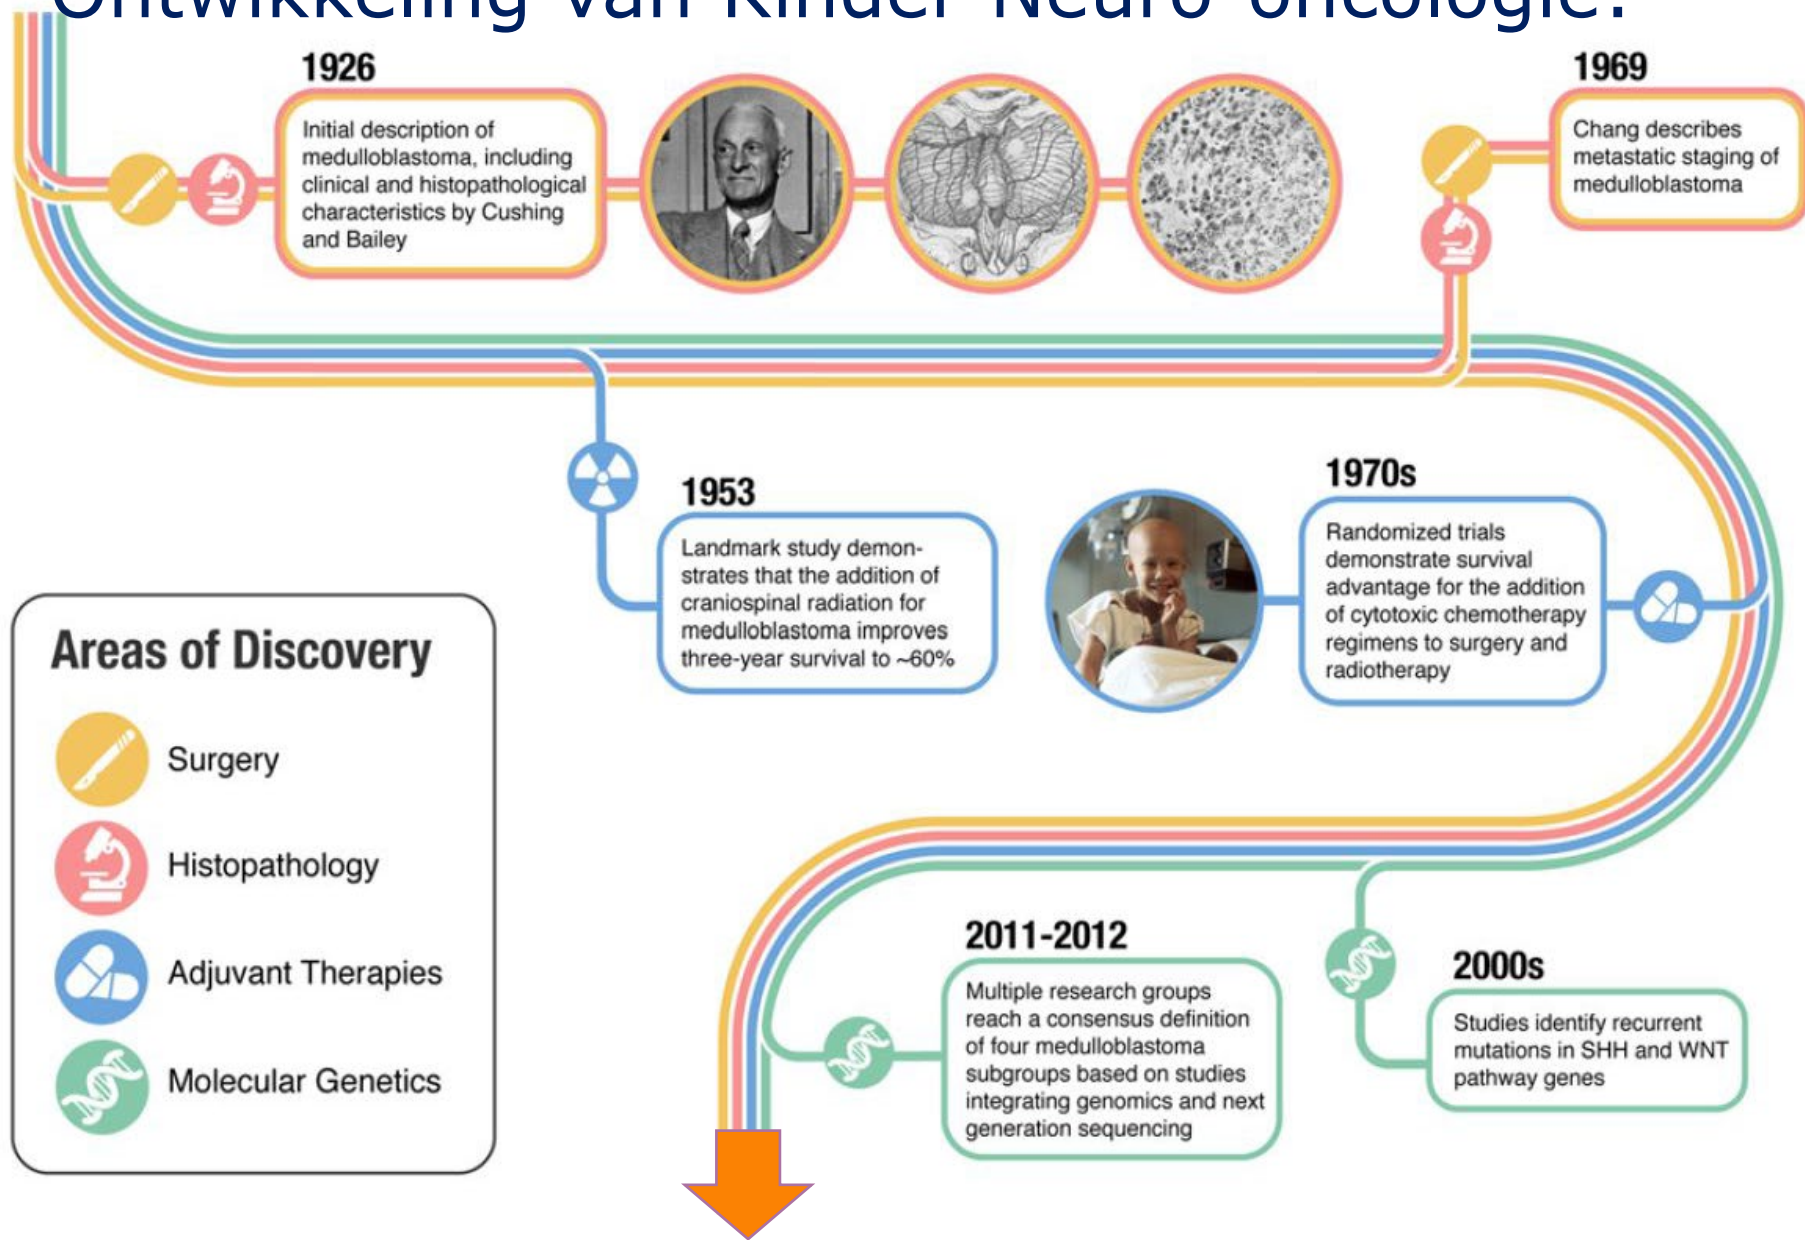 Ontwikkeling van Kinder Neuro-oncologie:
1926
Initial description of
medulloblastoma, including
clinical and histopathological
characteristics by Cushing
and Bailey
1969
Chang describes
metastatic staging of
medulloblastoma
1953
Landmark study demon-
strates that the addition of
craniospinal radiation for
medulloblastoma improves
three-year survival to ~60%
1970s
Randomized trials
demonstrate survival
advantage for the addition
of cytotoxic chemotherapy
regimens to surgery and
radiotherapy
Areas of Discovery
Surgery
Histopathology
Adjuvant Therapies
Molecular Genetics
2011-2012
Multiple research groups
reach a consensus definition
of four medulloblastoma
subgroups based on studies
integrating genomics and next
generation sequencing
2000s
Studies identify recurrent
mutations in SHH and WNT
pathway genes